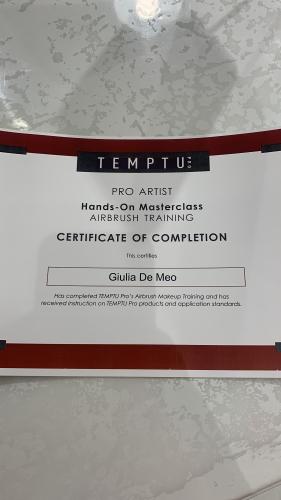 TEMPTU PRO
PRO ARTIST
Hands-On Masterclass
AIRBRUSH TRAINING
CERTIFICATE OF COMPLETION
This certifies
Giulia De Meo
Has completed TEMPTU Pro's Airbrush Makeup Training and has
received instruction on TEMPTU Pro products and application standards.